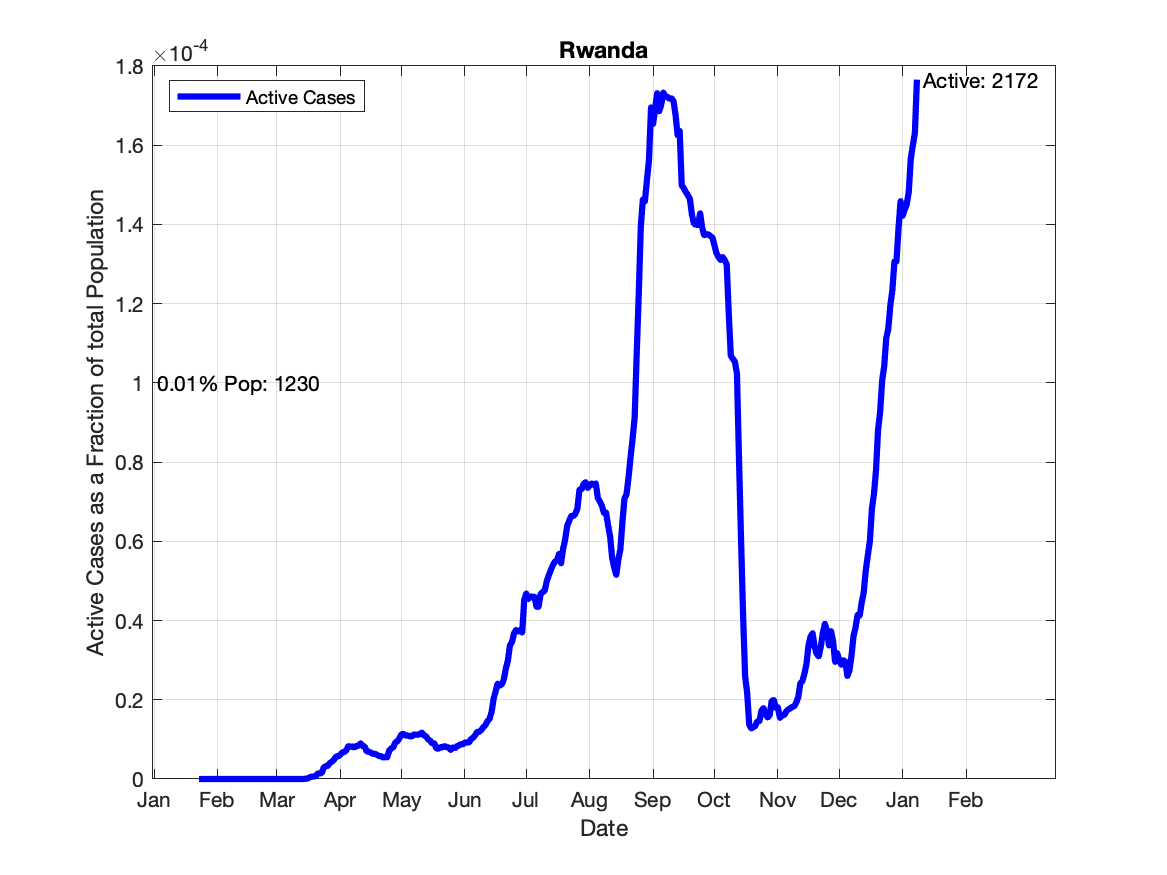 Rwanda
×10-4
1.8
1.6
1.4
1.2
1
0.8
0.6
0.4
0.2
0
Active Cases as a Fraction of total Population
Active Cases
Active: 2172
0.01% Pop: 1230
Jan Feb Mar Apr May Jun Jul Aug Sep Oct Nov Dec Jan Feb
Date